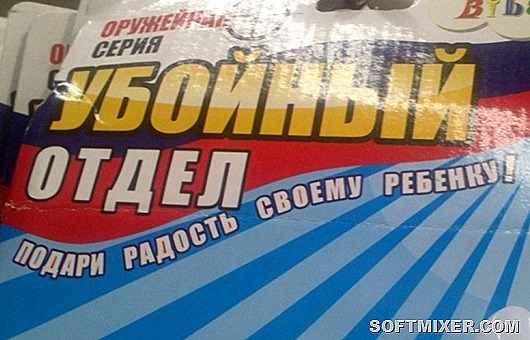 ОРУЖЕЙНАЯ
СЕРИЯ
УБОЙНЫЙ
ОТДЕЛ
ПОДАРИ РАДОСТЬ СВОЕМУ РЕБЕНКУ!
SOFTMIXER.COM